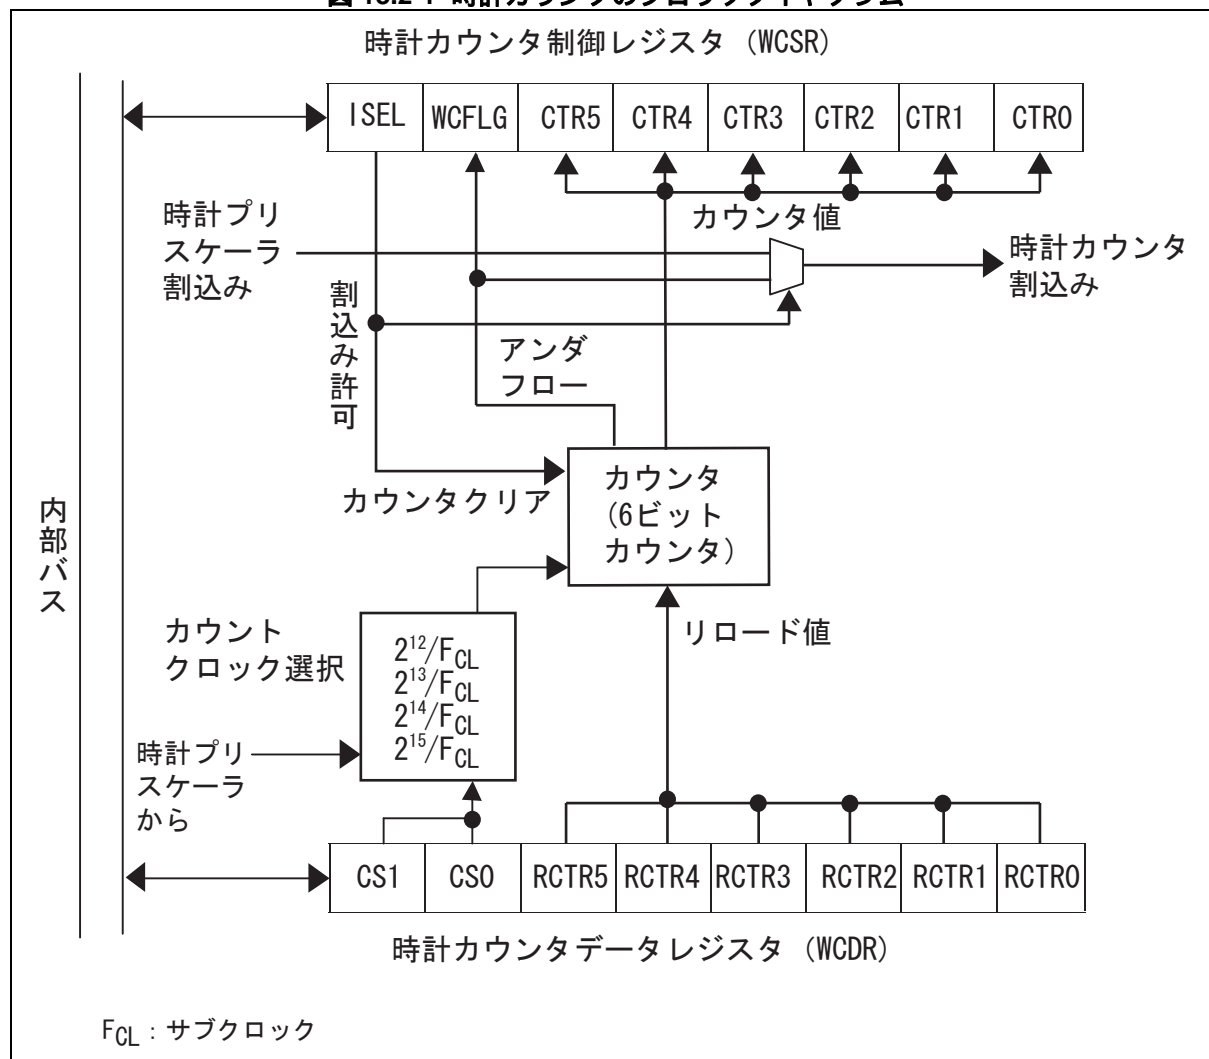 時計カウンタ制御レジスタ (WCSR)
ISEL WCFLG CTR5 CTR4 CTR3 CTR2 CTR1 CTR0
カウンタ値
時計プリ
スケーラ
割込み
時計カウンタ
割込み
割込み許可
アンダ
フロー
カウンタクリア
カウンタ
(6ビット
カウンタ)
内部バス
カウント
クロック選択
2¹²/FCL
2¹³/FCL
2¹⁴/FCL
2¹⁵/FCL
リロード値
時計プリ
スケーラ
から
CS1 CS0 RCTR5 RCTR4 RCTR3 RCTR2 RCTR1 RCTR0
時計カウンタデータレジスタ (WCDR)
FCL : サブクロック